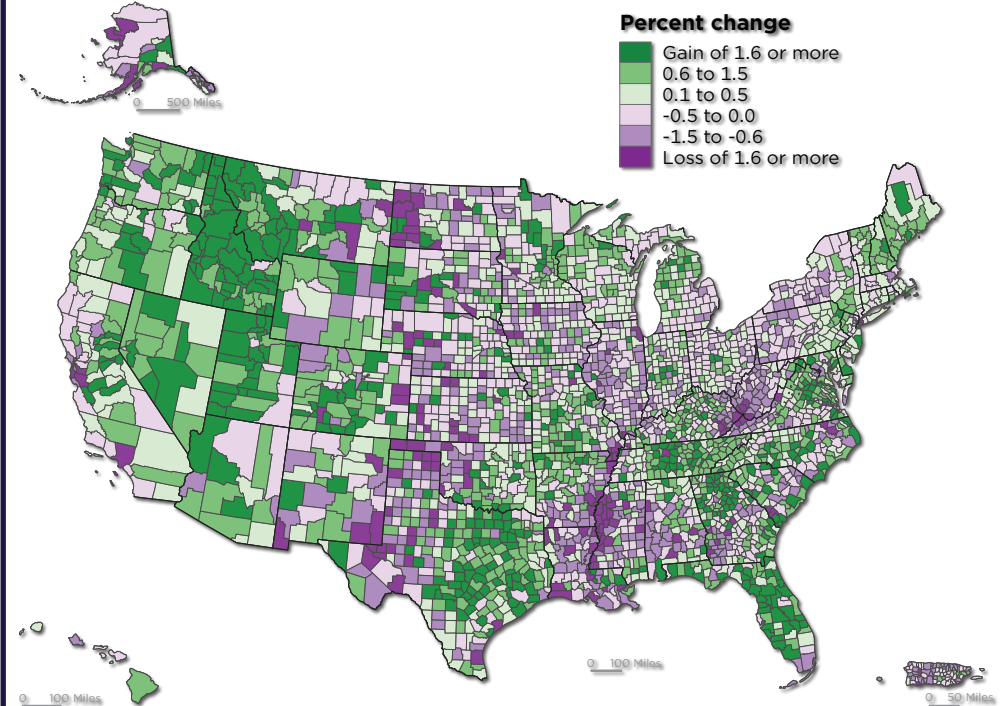 Percent change
Gain of 1.6 or more
0.6 to 1.5
0.1 to 0.5
-0.5 to 0.0
-1.5 to -0.6
Loss of 1.6 or more
0 500 Miles
0 100 Miles
0 100 Miles
0 50 Miles